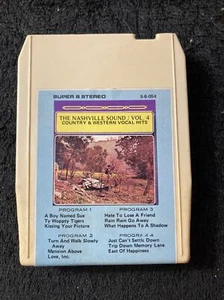 SUPER 8 STEREO
S-8-054
THE NASHVILLE SOUND / VOL. 4
COUNTRY & WESTERN VOCAL HITS
PROGRAM 1
A Boy Named Sue
Ty Woppaty Tigers
Kissing Your Picture
PROGRAM 2
Turn And Walk Slowly
Away
Mansion Above
Love, Inc.
PROGRAM 3
Hate To Lose A Friend
Rain Rain Go Away
What Happens To A Shadow
PROGRAM 4
Just Can't Settle Down
Trip Down Memory Lane
East Of Happiness